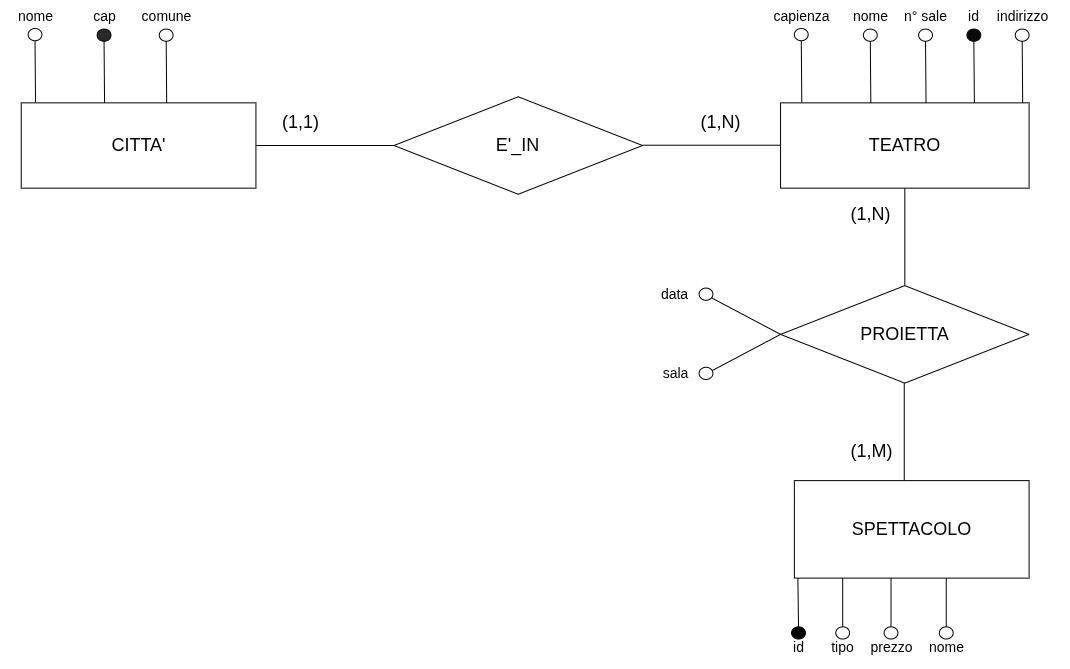 nome cap comune
capienza nome n° sale id indirizzo
CITTA'
(1,1)
E'_IN
(1,N)
TEATRO
(1,N)
data
PROIETTA
sala
(1,M)
SPETTACOLO
id tipo prezzo nome